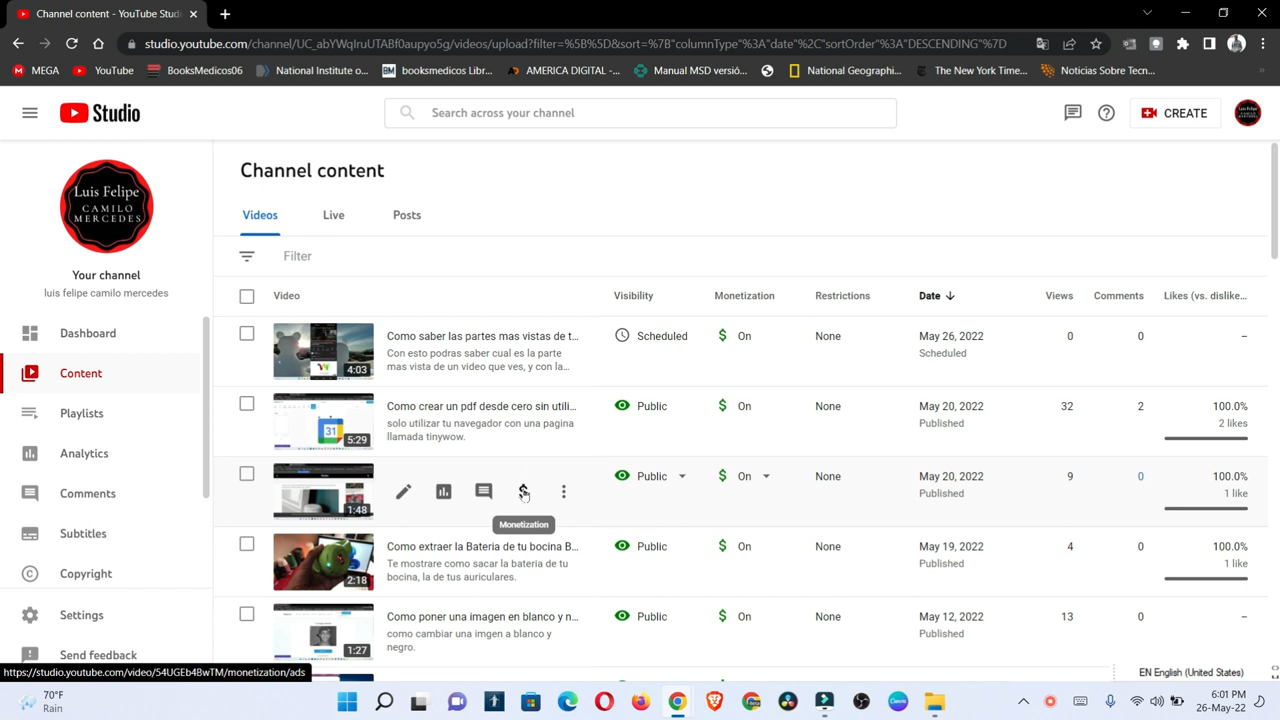 Content - YouTube Stud
studio.youtube.com/channel/UC_abYWqIruUTABf0aupyo5g/videos/upload?filter=%5B%5D&sort=%7B"columnType"%3A"date"%2C"sortOrder"%3A"DESCENDING"%7D
MEGA
YouTube
BooksMedicos06
National Institute o...
booksmedicos Libr...
AMERICA DIGITAL -...
Manual MSD versió...
National Geographi...
The New York Time...
Noticias Sobre Tecn...
Studio
Search across your channel
CREATE
Luis Felipe
CAMILO
MERCEDES
Your channel
luis felipe camilo mercedes
Dashboard
Content
Playlists
Analytics
Comments
Subtitles
Copyright
Settings
Send feedback
Channel content
Videos
Live
Posts
Filter
Video
Visibility
Monetization
Restrictions
Date
Views
Comments
Likes (vs. dislike...
4:03
Como saber las partes mas vistas de t...
Con esto podras saber cual es la parte
mas vista de un video que ves, y con la...
Scheduled
On
None
May 26, 2022
Scheduled
0
0
–
31
5:29
Como crear un pdf desde cero sin utili...
solo utilizar tu navegador con una pagina
llamada tinywow.
Public
On
None
May 20, 2022
Published
32
2
100.0%
2 likes
1:48
Monetization
Public
On
None
May 20, 2022
Published
9
0
100.0%
1 like
2:18
Como extraer la Bateria de tu bocina B...
Te mostrare como sacar la bateria de tu
bocina, la de tus auriculares.
Public
On
None
May 19, 2022
Published
4
0
100.0%
1 like
1:27
Como poner una imagen en blanco y n...
como cambiar una imgen a blanco y
negro.
Public
On
None
May 12, 2022
Published
13
0
–
https://studio.youtube.com/video/54UGEb4BwTM/monetization/ads
EN English (United States)
70°F
Rain
6:01 PM
26-May-22